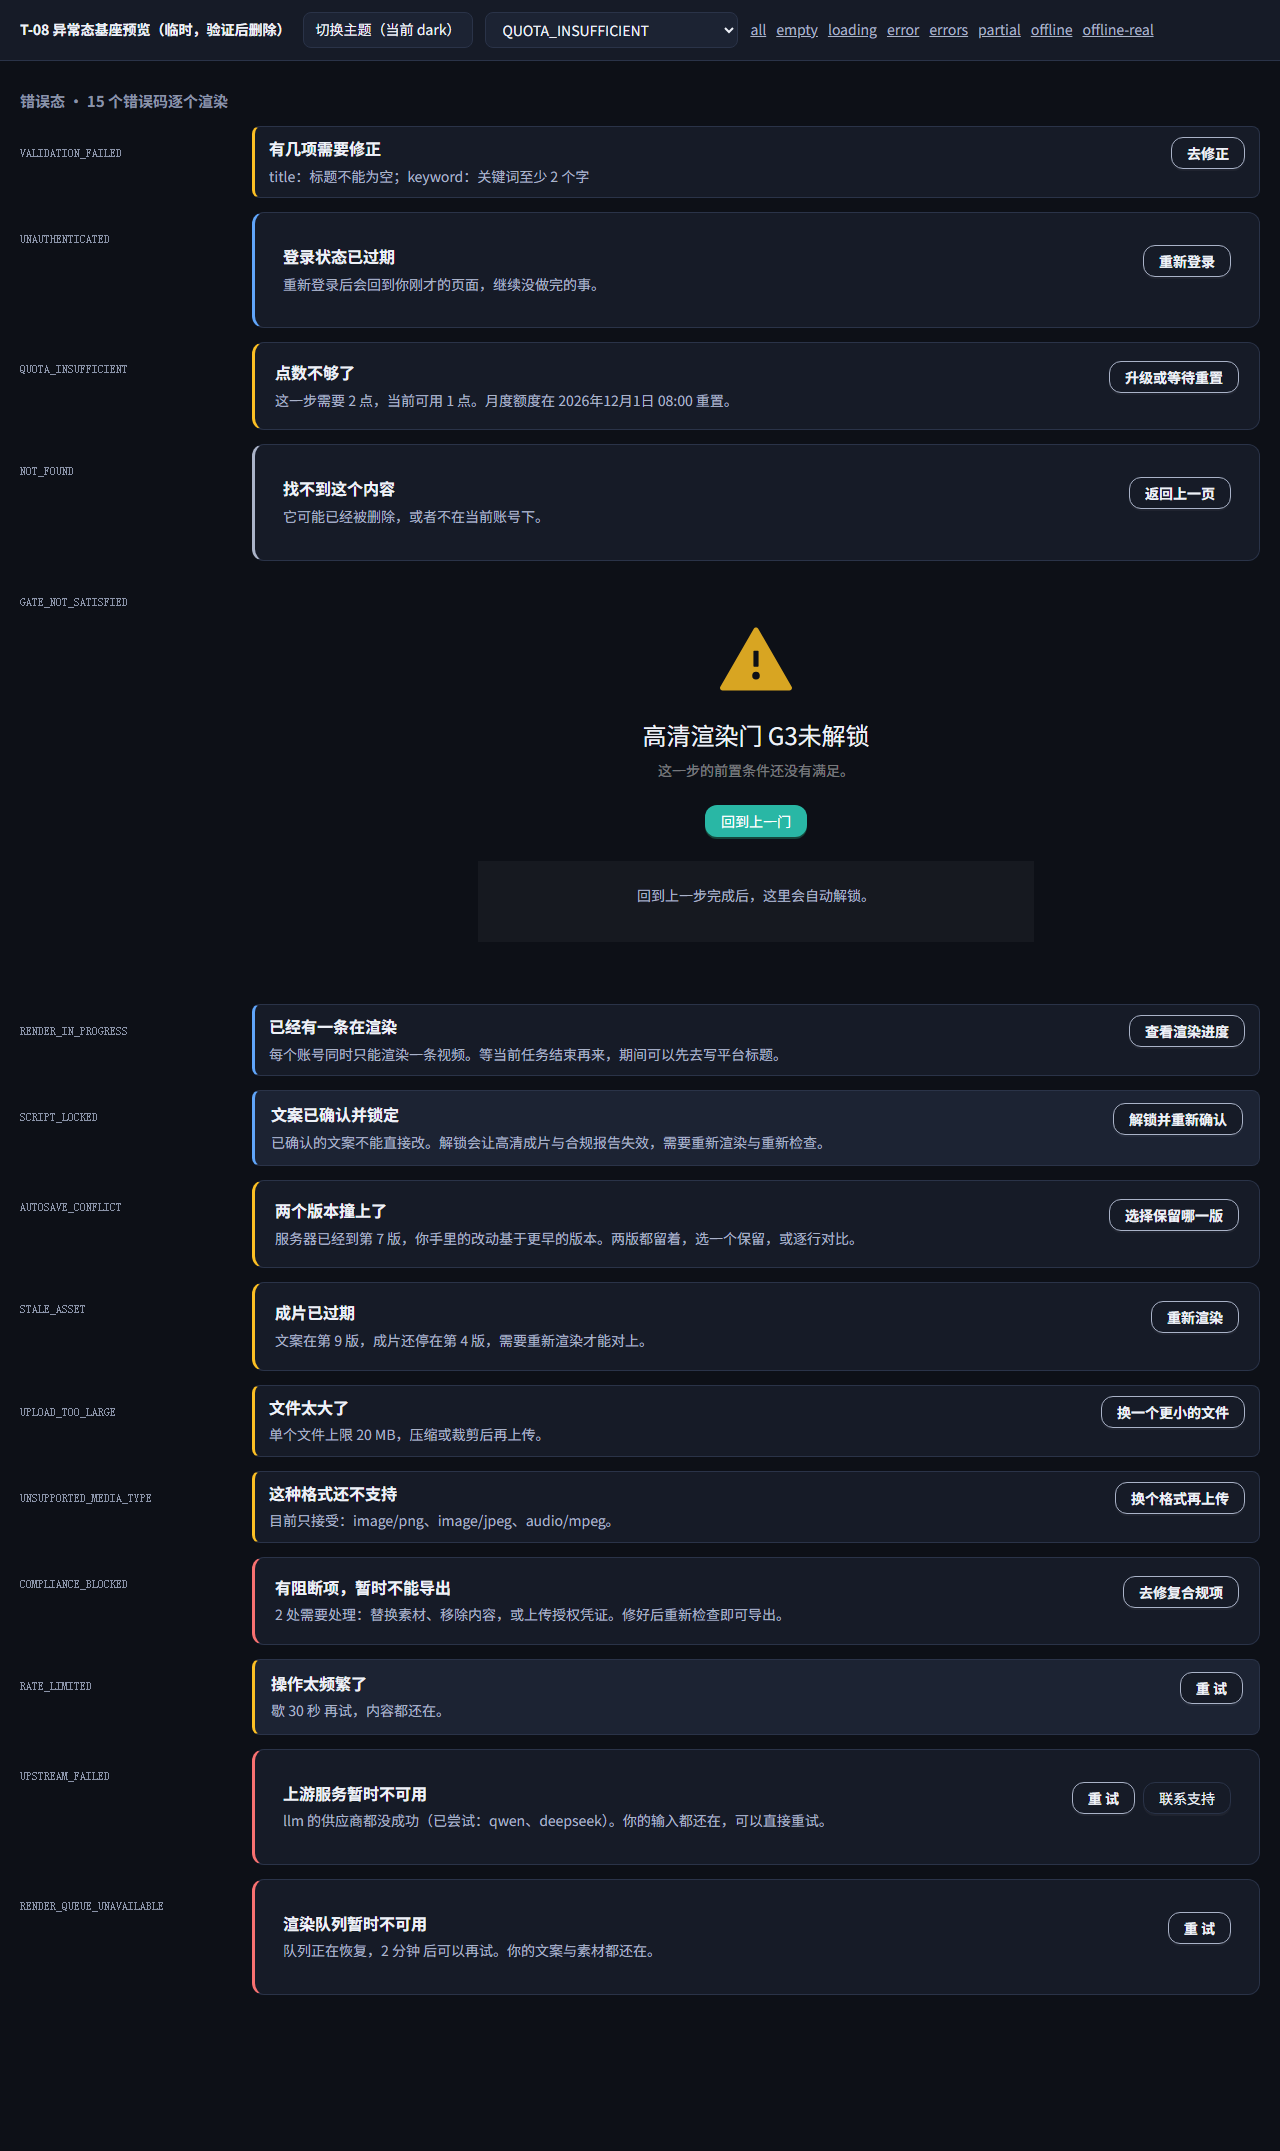 T-08 异常态基座预览（临时，验证后删除）
切换主题（当前 dark）
QUOTA_INSUFFICIENT
all empty loading error errors partial offline offline-real
错误态 · 15 个错误码逐个渲染
VALIDATION_FAILED
有几项需要修正
title：标题不能为空；keyword：关键词至少 2 个字
去修正
UNAUTHENTICATED
登录状态已过期
重新登录后会回到你刚才的页面，继续没做完的事。
重新登录
QUOTA_INSUFFICIENT
点数不够了
这一步需要 2 点，当前可用 1 点。月度额度在 2026年12月1日 08:00 重置。
升级或等待重置
NOT_FOUND
找不到这个内容
它可能已经被删除，或者不在当前账号下。
返回上一页
GATE_NOT_SATISFIED
高清渲染门 G3未解锁
这一步的前置条件还没有满足。
回到上一门
回到上一步完成后，这里会自动解锁。
RENDER_IN_PROGRESS
已经有一条在渲染
每个账号同时只能渲染一条视频。等当前任务结束再来，期间可以先去写平台标题。
查看渲染进度
SCRIPT_LOCKED
文案已确认并锁定
已确认的文案不能直接改。解锁会让高清成片与合规报告失效，需要重新渲染与重新检查。
解锁并重新确认
AUTOSAVE_CONFLICT
两个版本撞上了
服务器已经到第 7 版，你手里的改动基于更早的版本。两版都留着，选一个保留，或逐行对比。
选择保留哪一版
STALE_ASSET
成片已过期
文案在第 9 版，成片还停在第 4 版，需要重新渲染才能对上。
重新渲染
UPLOAD_TOO_LARGE
文件太大了
单个文件上限 20 MB，压缩或裁剪后再上传。
换一个更小的文件
UNSUPPORTED_MEDIA_TYPE
这种格式还不支持
目前只接受：image/png、image/jpeg、audio/mpeg。
换个格式再上传
COMPLIANCE_BLOCKED
有阻断项，暂时不能导出
2 处需要处理：替换素材、移除内容，或上传授权凭证。修好后重新检查即可导出。
去修复合规项
RATE_LIMITED
操作太频繁了
歇 30 秒 再试，内容都还在。
重 试
UPSTREAM_FAILED
上游服务暂时不可用
llm 的供应商都没成功（已尝试：qwen、deepseek）。你的输入都还在，可以直接重试。
重 试
联系支持
RENDER_QUEUE_UNAVAILABLE
渲染队列暂时不可用
队列正在恢复，2 分钟 后可以再试。你的文案与素材都还在。
重 试